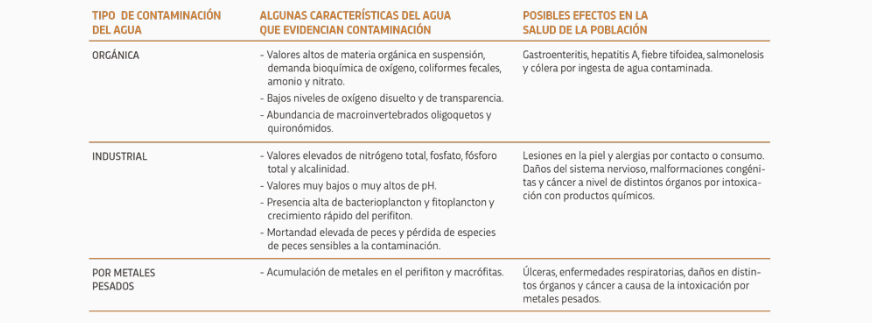 TIPO DE CONTAMINACIÓN
DEL AGUA
ALGUNAS CARACTERÍSTICAS DEL AGUA
QUE EVIDENCIAN CONTAMINACIÓN
POSIBLES EFECTOS EN LA
SALUD DE LA POBLACIÓN
ORGÁNICA
- Valores altos de materia orgánica en suspensión,
demanda bioquímica de oxígeno, coliformes fecales,
amonio y nitrato.
- Bajos niveles de oxígeno disuelto y de transparencia.
- Abundancia de macroinvertebrados oligoquetos y
quironómidos.
Gastroenteritis, hepatitis A, fiebre tifoidea, salmonelosis
y cólera por ingesta de agua contaminada.
INDUSTRIAL
- Valores elevados de nitrógeno total, fosfato, fósforo
total y alcalinidad.
- Valores muy bajos o muy altos de pH.
- Presencia alta de bacterioplancton y fitoplancton y
crecimiento rápido del perifiton.
- Mortandad elevada de peces y pérdida de especies
de peces sensibles a la contaminación.
Lesiones en la piel y alergias por contacto o consumo.
Daños del sistema nervioso, malformaciones congéni-
tas y cáncer a nivel de distintos órganos por intoxica-
ción con productos químicos.
POR METALES
PESADOS
- Acumulación de metales en el perifiton y macrófitas.
Úlceras, enfermedades respiratorias, daños en distin-
tos órganos y cáncer a causa de la intoxicación por
metales pesados.